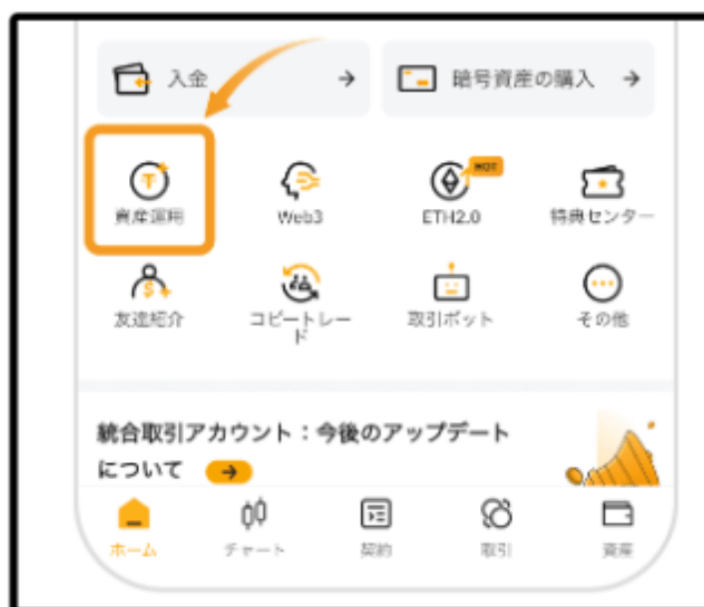 入金 →
暗号資産の購入 →
資産運用
Web3
HOT
ETH2.0
特典センター
友達紹介
コピートレー
ド
取引ボット
その他
統合取引アカウント：今後のアップデート
について →
ホーム
チャート
契約
取引
資産